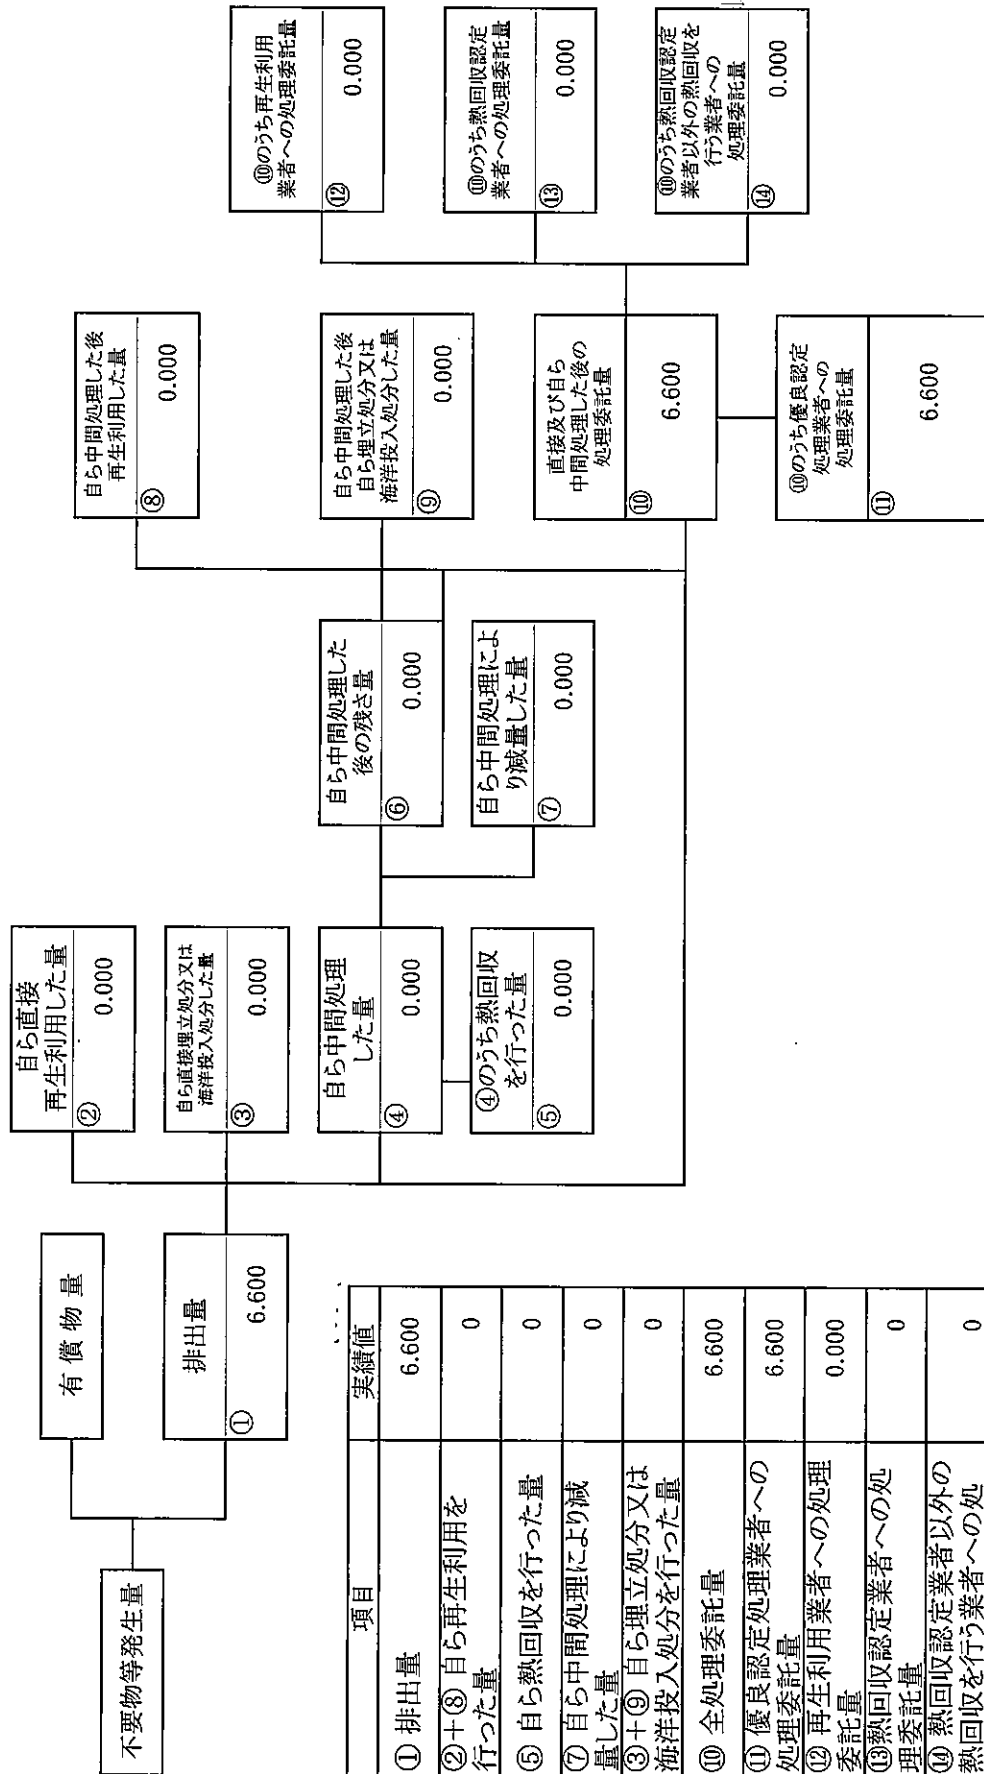 不要物等発生量
有償物量
排出量
①
6.600
自ら直接
再生利用した量
②
0.000
自ら直接埋立処分又は
海洋投入処分した量
③
0.000
自ら中間処理
した量
④
0.000
④のうち熱回収
を行った量
⑤
0.000
自ら中間処理した
後の残さ量
⑥
0.000
自ら中間処理によ
り減量した量
⑦
0.000
自ら中間処理した後
再生利用した量
⑧
0.000
自ら中間処理した後
自ら埋立処分又は
海洋投入処分した量
⑨
0.000
直接及び自ら
中間処理した後の
処理委託量
⑩
6.600
⑩のうち優良認定
処理業者への
処理委託量
⑪
6.600
⑩のうち再生利用
業者への処理委託量
⑫
0.000
⑩のうち熱回収認定
業者への処理委託量
⑬
0.000
⑩のうち熱回収認定
業者以外の熱回収を
行う業者への
処理委託量
⑭
0.000
項目 実績値
① 排出量 6.600
②+⑧ 自ら再生利用を
行った量 0
⑤ 自ら熱回収を行った量 0
⑦ 自ら中間処理により減
量した量 0
③+⑨ 自ら埋立処分又は
海洋投入処分を行った量 0
⑩ 全処理委託量 6.600
⑪ 優良認定処理業者への
処理委託量 6.600
⑫ 再生利用業者への処理
委託量 0.000
⑬熱回収認定業者への処
理委託量 0
⑭ 熱回収認定業者以外の
熱回収を行う業者への処 0